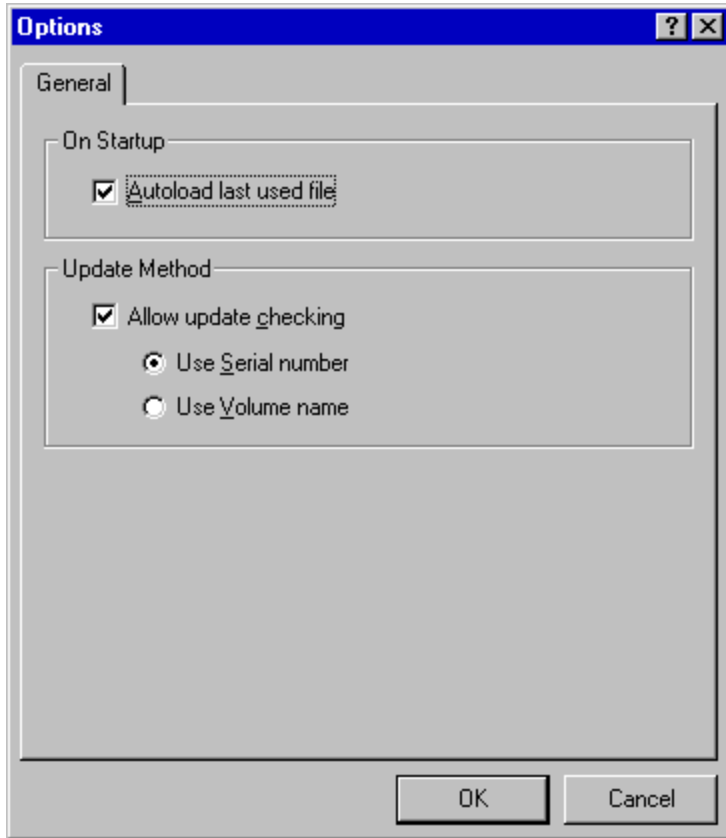 Options
?
General
On Startup
Autoload last used file
Update Method
Allow update checking
Use Serial number
Use Volume name
OK
Cancel